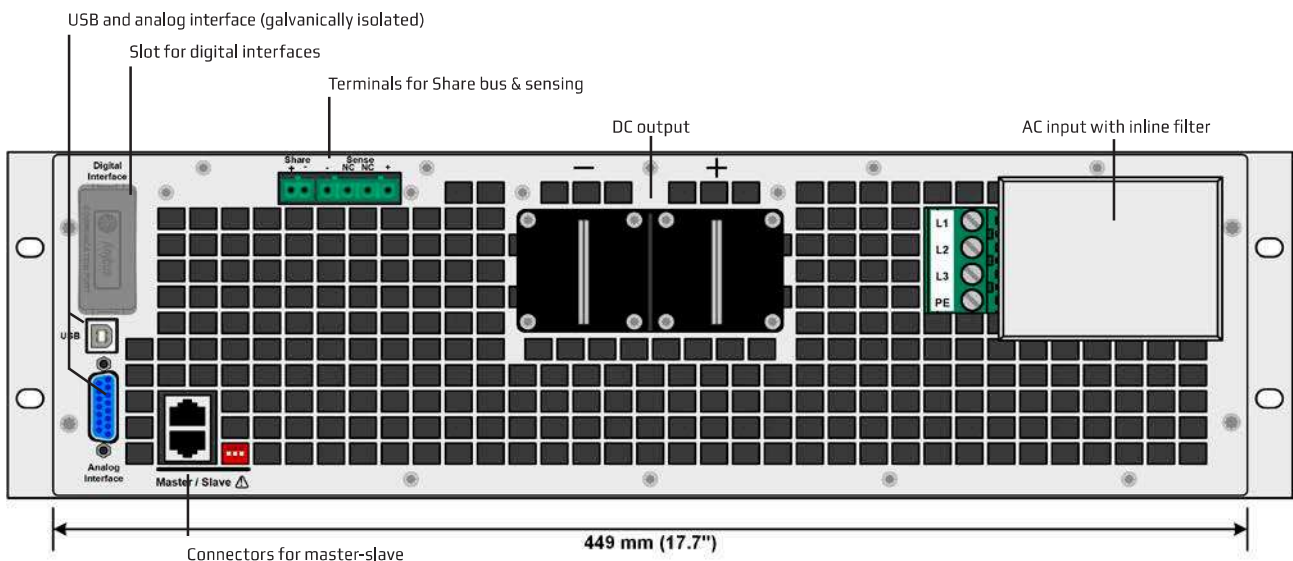 USB and analog interface (galvanically isolated)
Slot for digital interfaces
Terminals for Share bus & sensing
DC output
AC input with inline filter
Digital
Interface
Share
Sense
+ - - NC NC +
− +
L1
L2
L3
PE
USB
Analog
Interface
Master / Slave ⚠
449 mm (17.7")
Connectors for master-slave